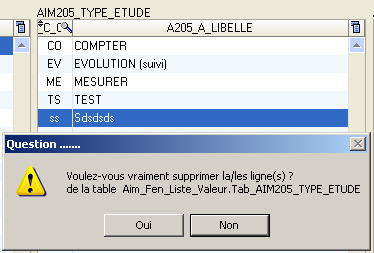 AIM205_TYPE_ETUDE
A205_A_LIBELLE
CO COMPTER
EV EVOLUTION (suivi)
ME MESURER
TS TEST
ss Sdsdsds
Question .......
Voulez-vous vraiment supprimer la/les ligne(s) ?
de la table Aim_Fen_Liste_Valeur.Tab_AIM205_TYPE_ETUDE
Oui Non